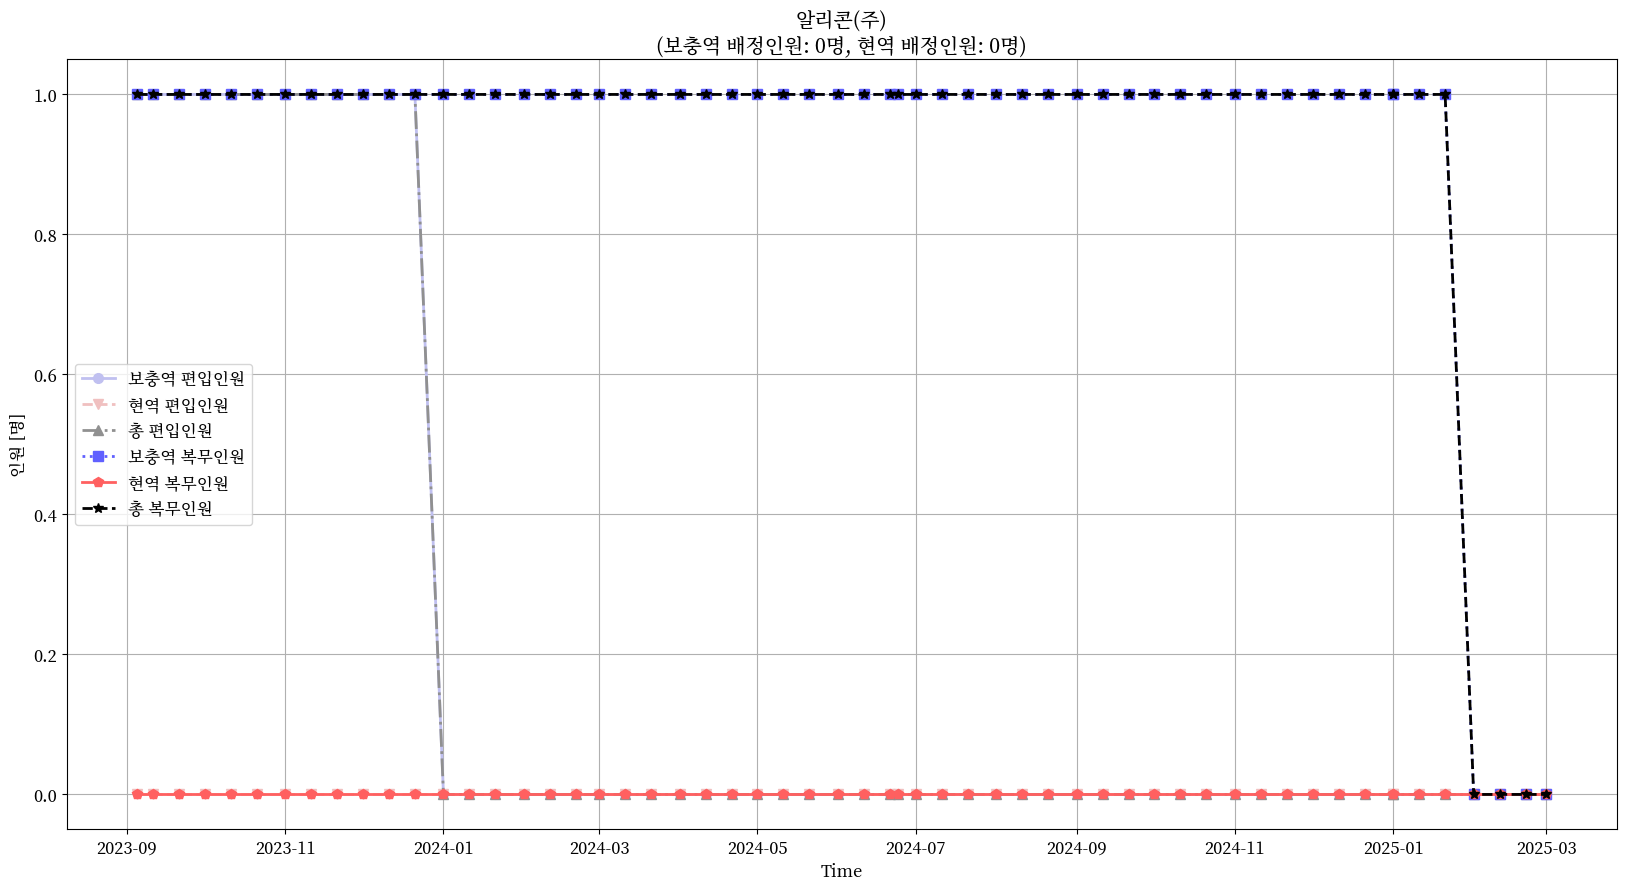 알리콘(주)
(보충역 배정인원: 0명, 현역 배정인원: 0명)
1.0
0.8
0.6
0.4
0.2
0.0
인원 [명]
보충역 편입인원
현역 편입인원
총 편입인원
보충역 복무인원
현역 복무인원
총 복무인원
2023-09
2023-11
2024-01
2024-03
2024-05
2024-07
2024-09
2024-11
2025-01
2025-03
Time